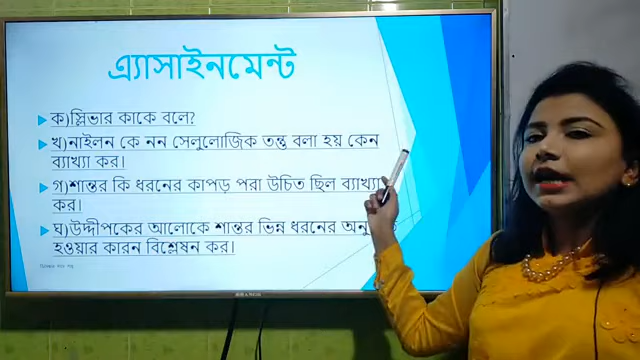 এ্যাসাইনমেন্ট
ক)স্লিভার কাকে বলে?
খ)নাইলন কে নন সেলুলোজিক তন্তু বলা হয় কেন
ব্যাখ্যা কর।
গ)শান্তর কি ধরনের কাপড় পরা উচিত ছিল ব্যাখ্যা
কর।
ঘ)উদ্দীপকের আলোকে শান্তর ভিন্ন ধরনের
হওয়ার কারন বিশ্লেষন কর।